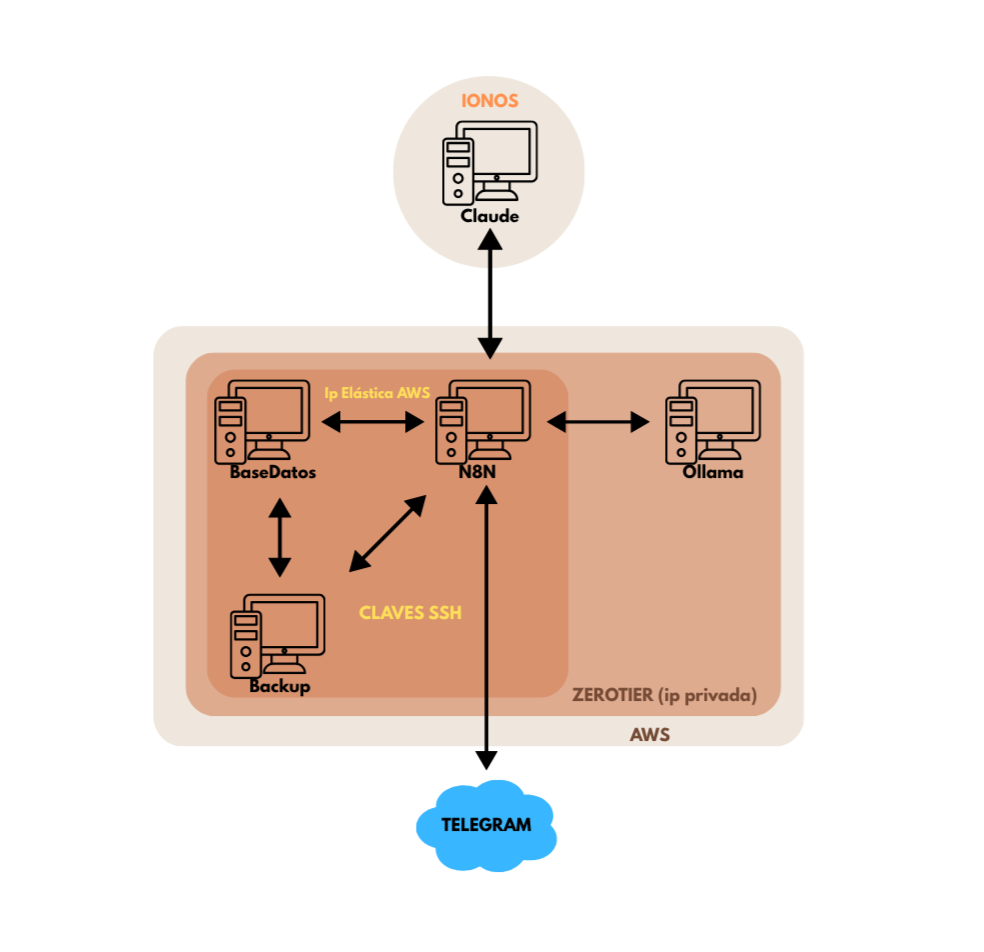 IONOS
Claude
Ip Elástica AWS
BaseDatos
N8N
Ollama
CLAVES SSH
Backup
ZEROTIER (ip privada)
AWS
TELEGRAM